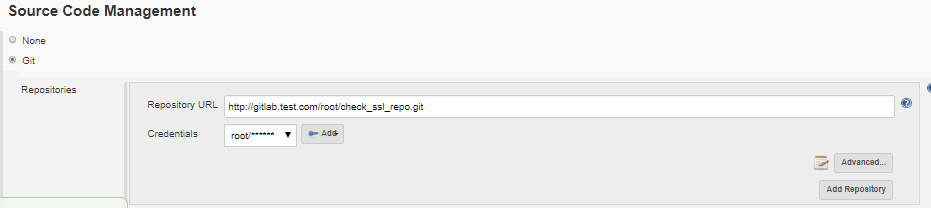 Source Code Management
None
Git
Repositories
Repository URL http://gitlab.test.com/root/check_ssl_repo.git
Credentials root/****** Add
Advanced...
Add Repository